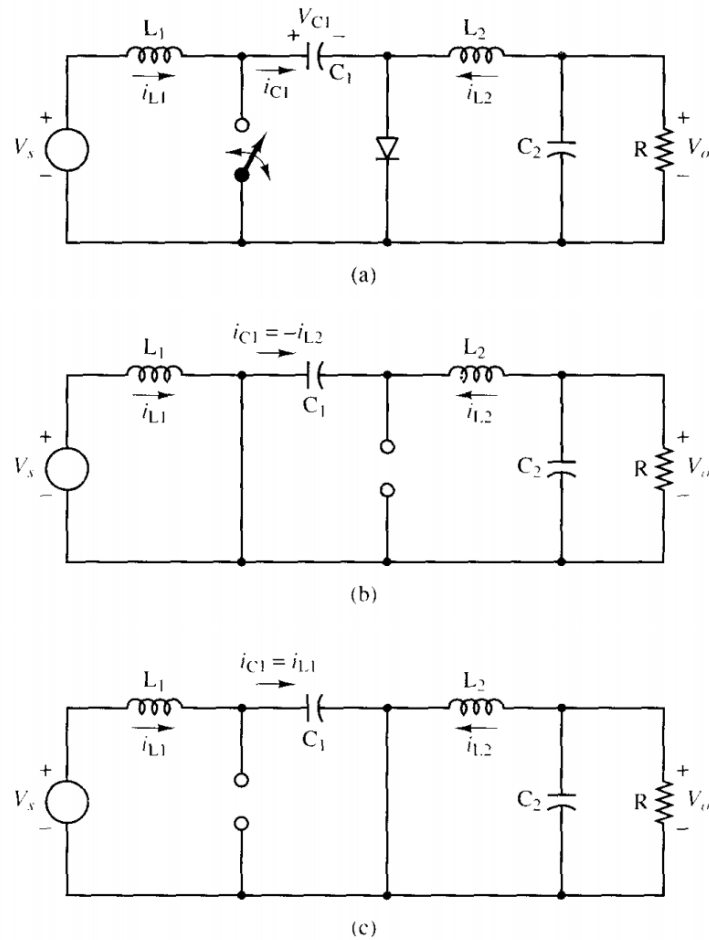 V_C1
+ −
L₁
L₂
C₁
i_L1
i_C1
i_L2
+
V_s
−
C₂
R
+
V_o
−
(a)
i_C1 = −i_L2
L₁
L₂
C₁
i_L1
i_L2
+
V_s
−
C₂
R
+
V_o
−
(b)
i_C1 = i_L1
L₁
L₂
C₁
i_L1
i_L2
+
V_s
−
C₂
R
+
V_o
−
(c)